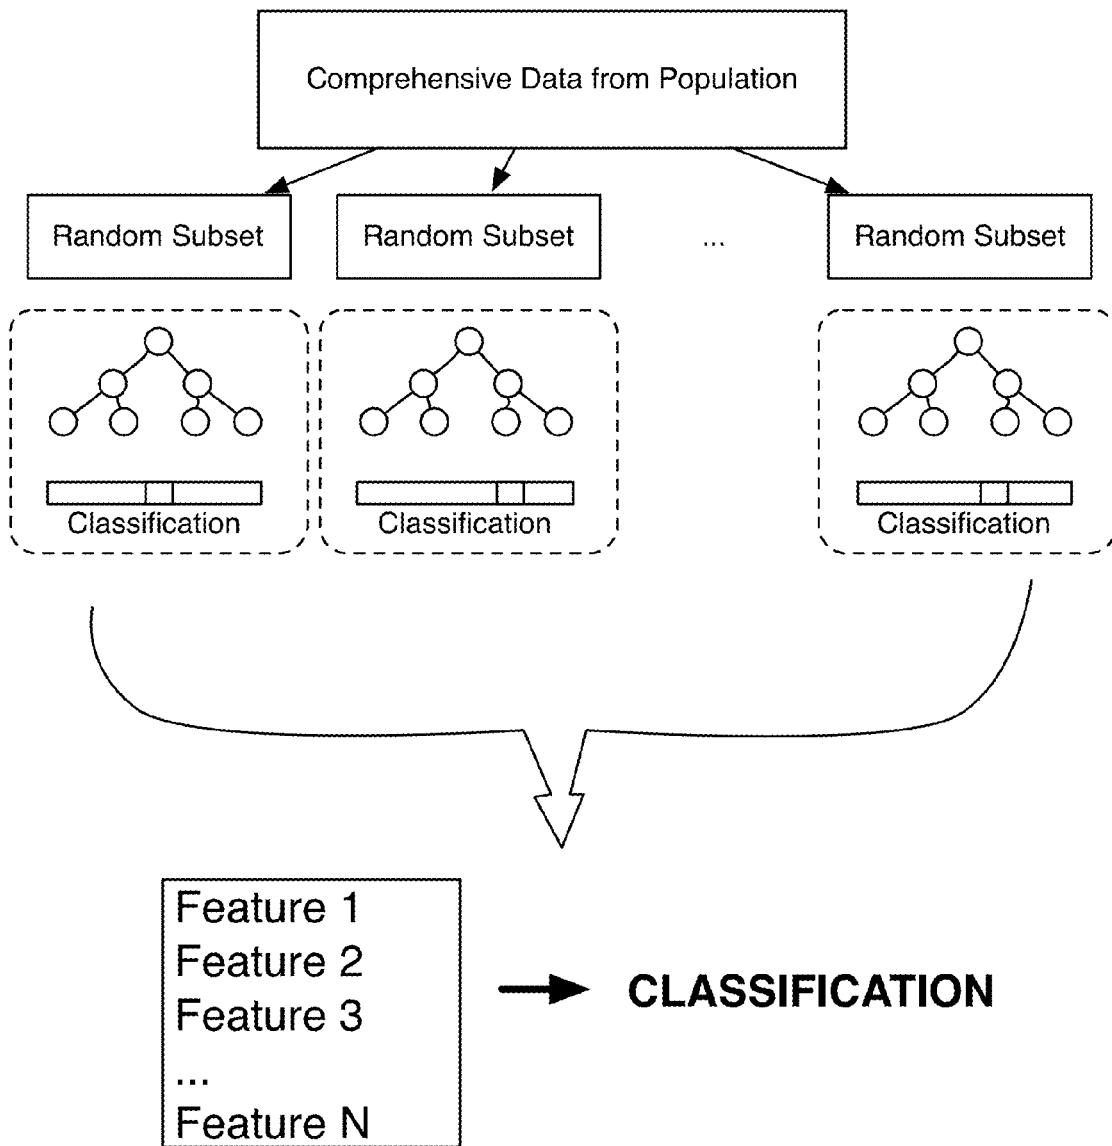 Comprehensive Data from Population
Random Subset
Random Subset
...
Random Subset
Classification
Classification
Classification
Feature 1
Feature 2
Feature 3
...
Feature N
CLASSIFICATION